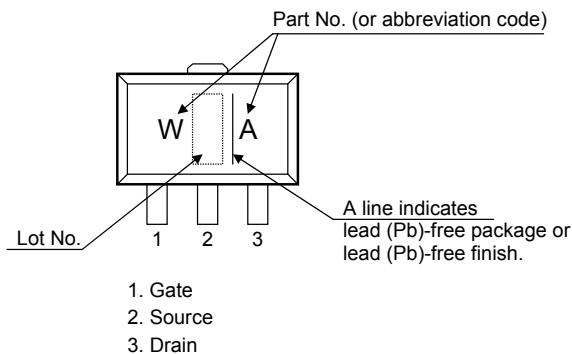 Part No. (or abbreviation code)
W A
A line indicates
lead (Pb)-free package or
lead (Pb)-free finish.
Lot No.
1 2 3
1. Gate
2. Source
3. Drain